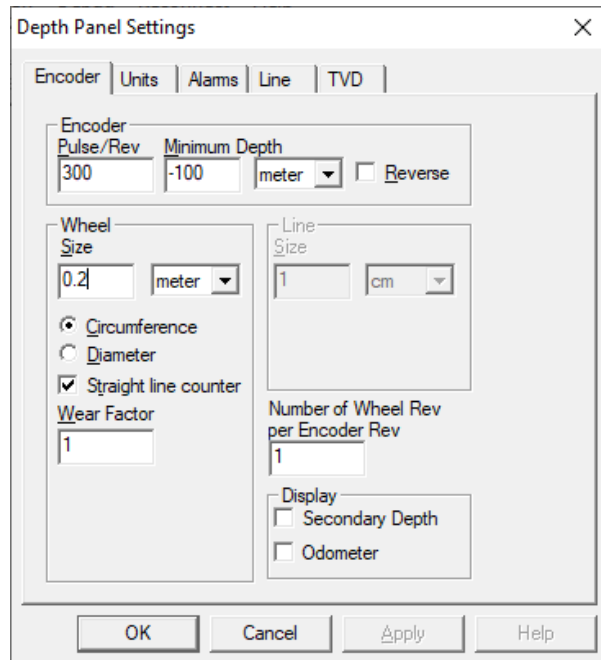 Depth Panel Settings
Encoder Units Alarms Line TVD
Encoder
Pulse/Rev Minimum Depth
300 -100 meter Reverse
Wheel
Size
0.2 meter
Circumference
Diameter
Straight line counter
Wear Factor
1
Line
Size
1 cm
Number of Wheel Rev
per Encoder Rev
1
Display
Secondary Depth
Odometer
OK Cancel Apply Help